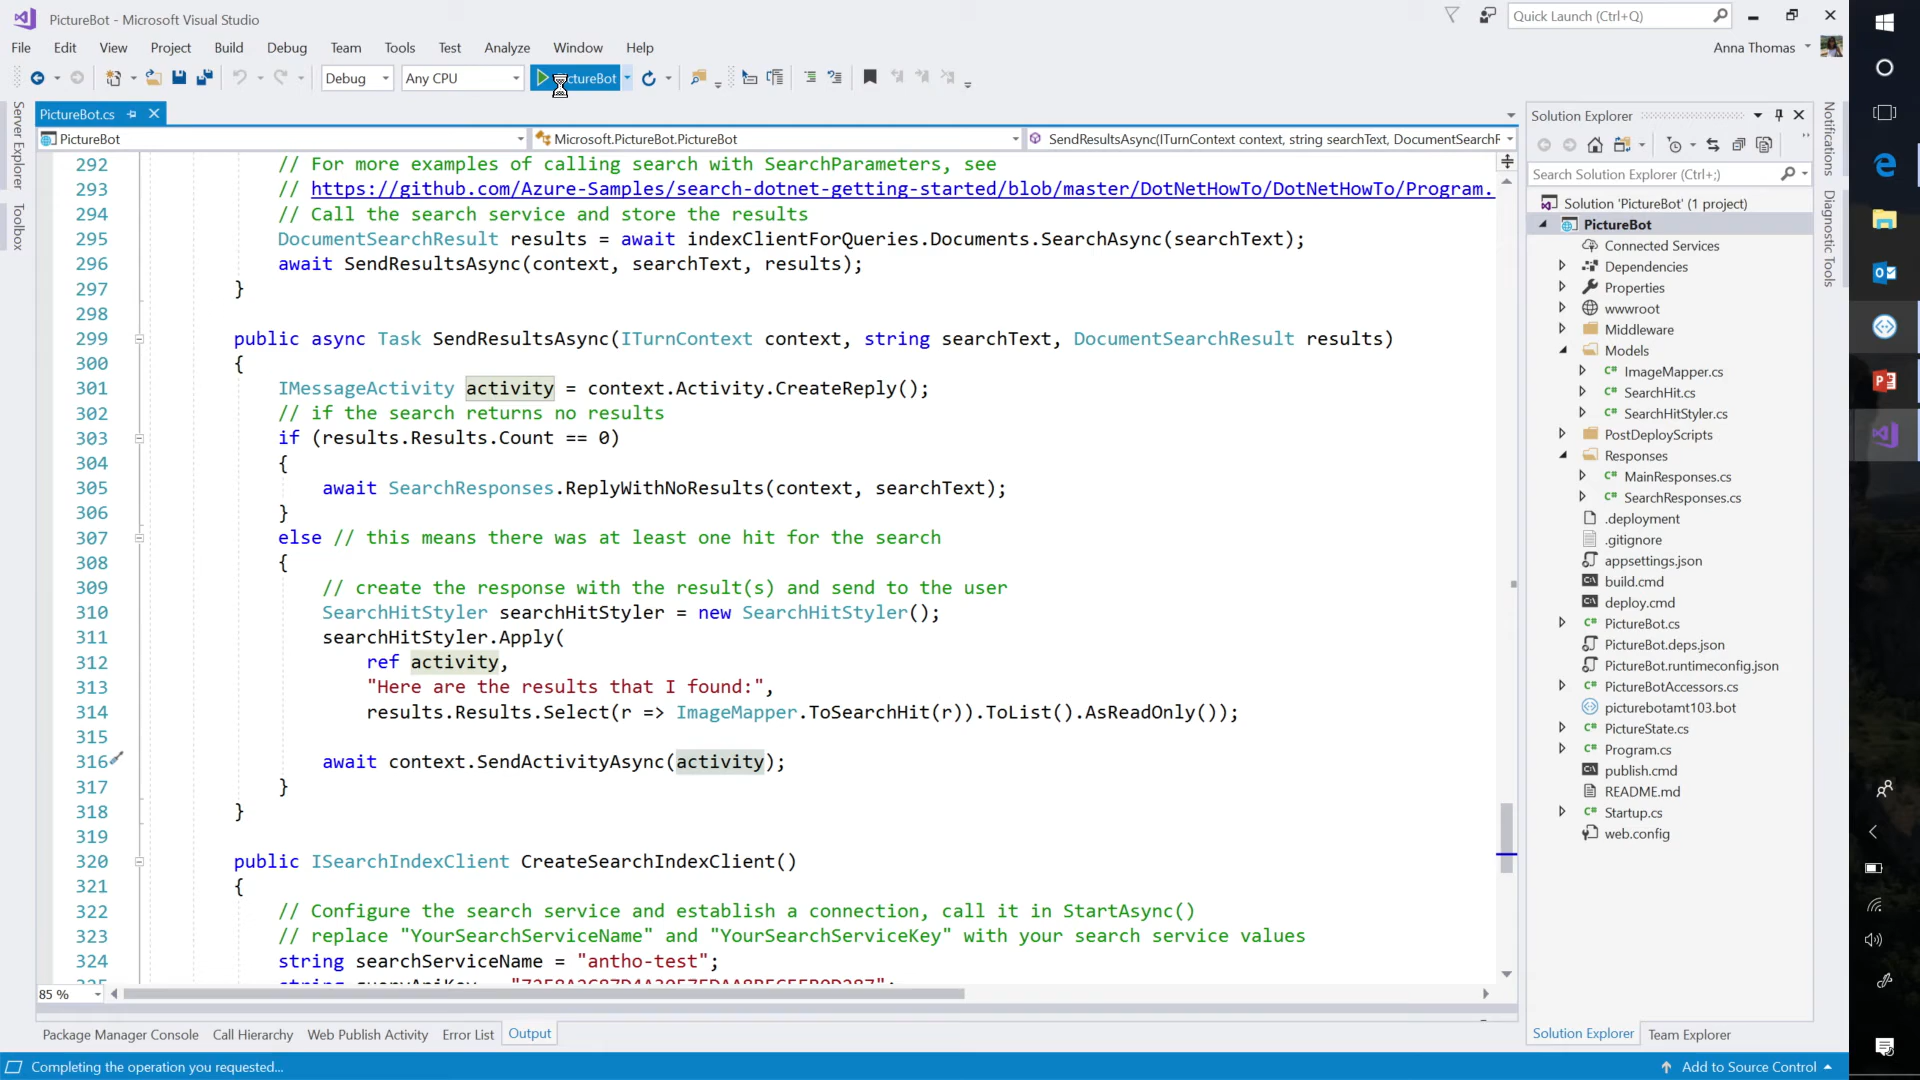 PictureBot - Microsoft Visual Studio
Quick Launch (Ctrl+Q)
File Edit View Project Build Debug Team Tools Test Analyze Window Help
Anna Thomas
Debug Any CPU ctureBot
Server Explorer
Toolbox
PictureBot.cs
PictureBot Microsoft.PictureBot.PictureBot SendResultsAsync(ITurnContext context, string searchText, DocumentSearchR
292 // For more examples of calling search with SearchParameters, see
293 // https://github.com/Azure-Samples/search-dotnet-getting-started/blob/master/DotNetHowTo/DotNetHowTo/Program.
294 // Call the search service and store the results
295 DocumentSearchResult results = await indexClientForQueries.Documents.SearchAsync(searchText);
296 await SendResultsAsync(context, searchText, results);
297 }
298
299 public async Task SendResultsAsync(ITurnContext context, string searchText, DocumentSearchResult results)
300 {
301 IMessageActivity activity = context.Activity.CreateReply();
302 // if the search returns no results
303 if (results.Results.Count == 0)
304 {
305 await SearchResponses.ReplyWithNoResults(context, searchText);
306 }
307 else // this means there was at least one hit for the search
308 {
309 // create the response with the result(s) and send to the user
310 SearchHitStyler searchHitStyler = new SearchHitStyler();
311 searchHitStyler.Apply(
312 ref activity,
313 "Here are the results that I found:",
314 results.Results.Select(r => ImageMapper.ToSearchHit(r)).ToList().AsReadOnly());
315
316 await context.SendActivityAsync(activity);
317 }
318 }
319
320 public ISearchIndexClient CreateSearchIndexClient()
321 {
322 // Configure the search service and establish a connection, call it in StartAsync()
323 // replace "YourSearchServiceName" and "YourSearchServiceKey" with your search service values
324 string searchServiceName = "antho-test";
85 %
Package Manager Console Call Hierarchy Web Publish Activity Error List Output
Solution Explorer
Search Solution Explorer (Ctrl+;)
Solution 'PictureBot' (1 project)
PictureBot
Connected Services
Dependencies
Properties
wwwroot
Middleware
Models
C# ImageMapper.cs
C# SearchHit.cs
C# SearchHitStyler.cs
PostDeployScripts
Responses
C# MainResponses.cs
C# SearchResponses.cs
.deployment
.gitignore
appsettings.json
build.cmd
deploy.cmd
C# PictureBot.cs
PictureBot.deps.json
PictureBot.runtimeconfig.json
C# PictureBotAccessors.cs
picturebotamt103.bot
C# PictureState.cs
C# Program.cs
publish.cmd
README.md
C# Startup.cs
web.config
Solution Explorer Team Explorer
Notifications
Diagnostic Tools
Completing the operation you requested...
Add to Source Control